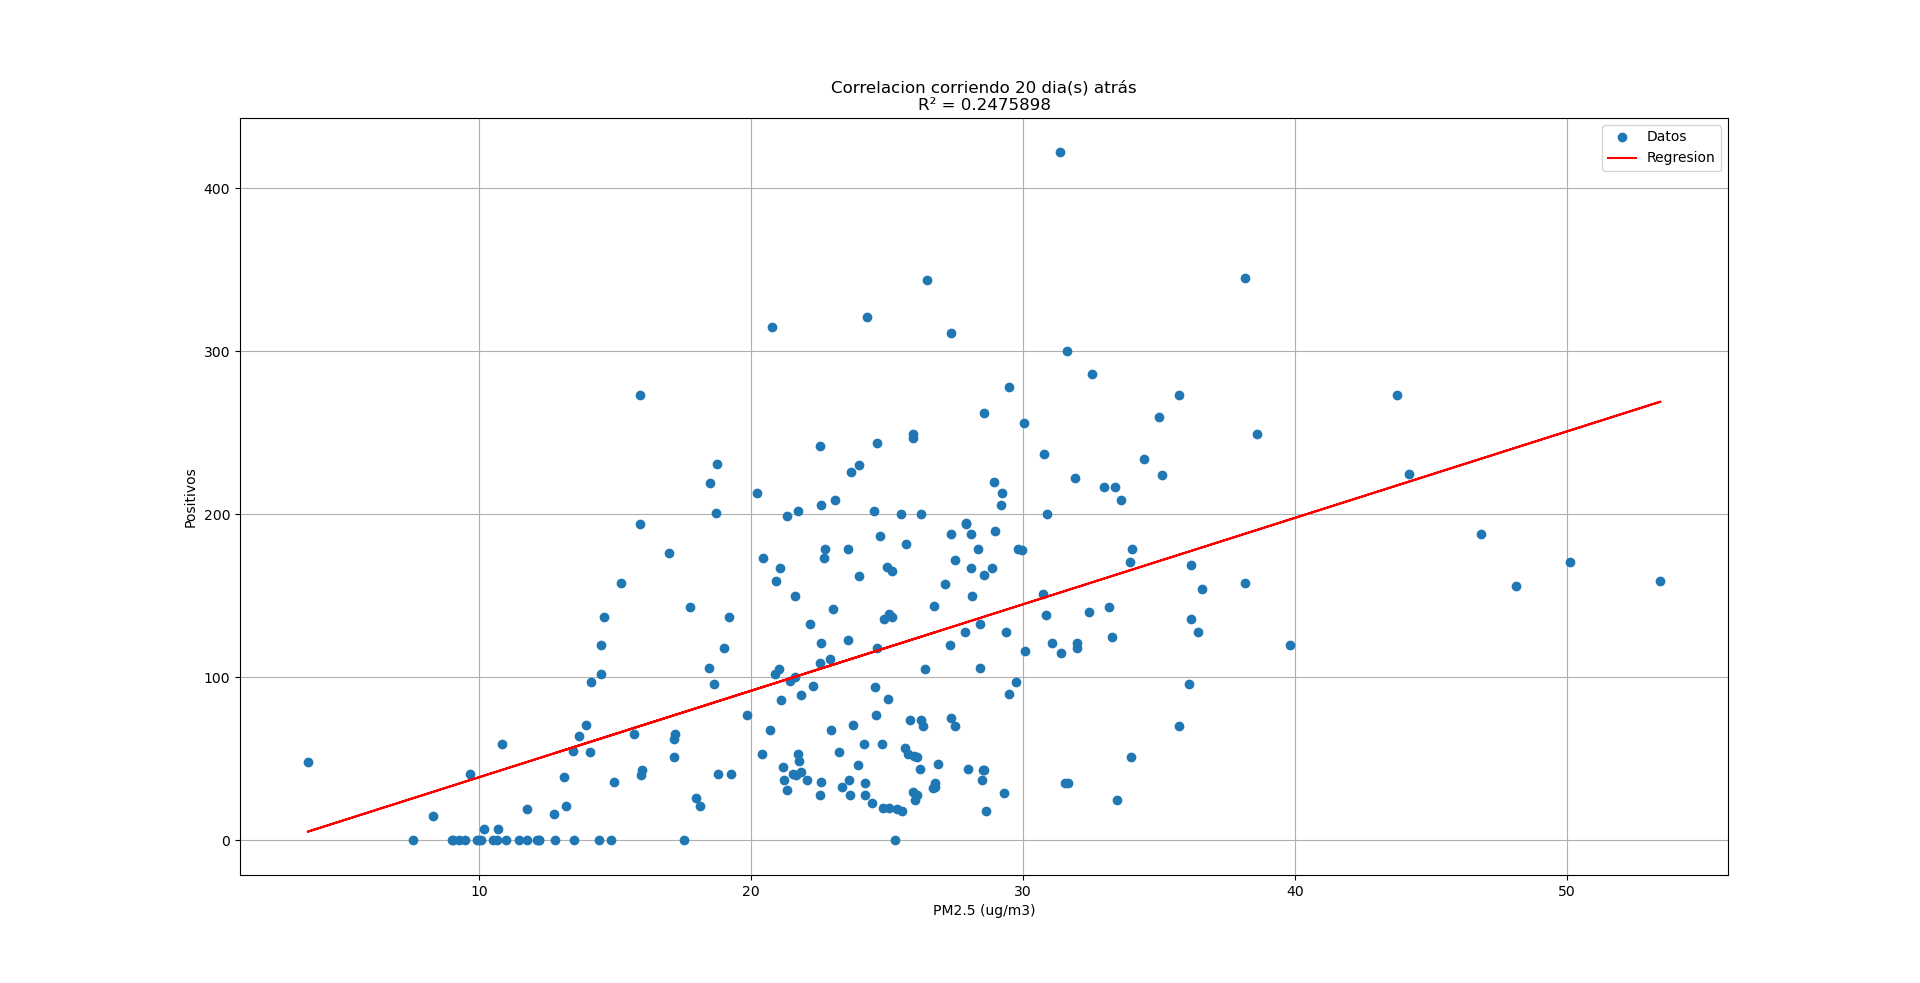 Correlacion corriendo 20 dia(s) atrás
R² = 0.2475898
Datos
Regresion
400
300
200
100
0
Positivos
10 20 30 40 50
PM2.5 (ug/m3)